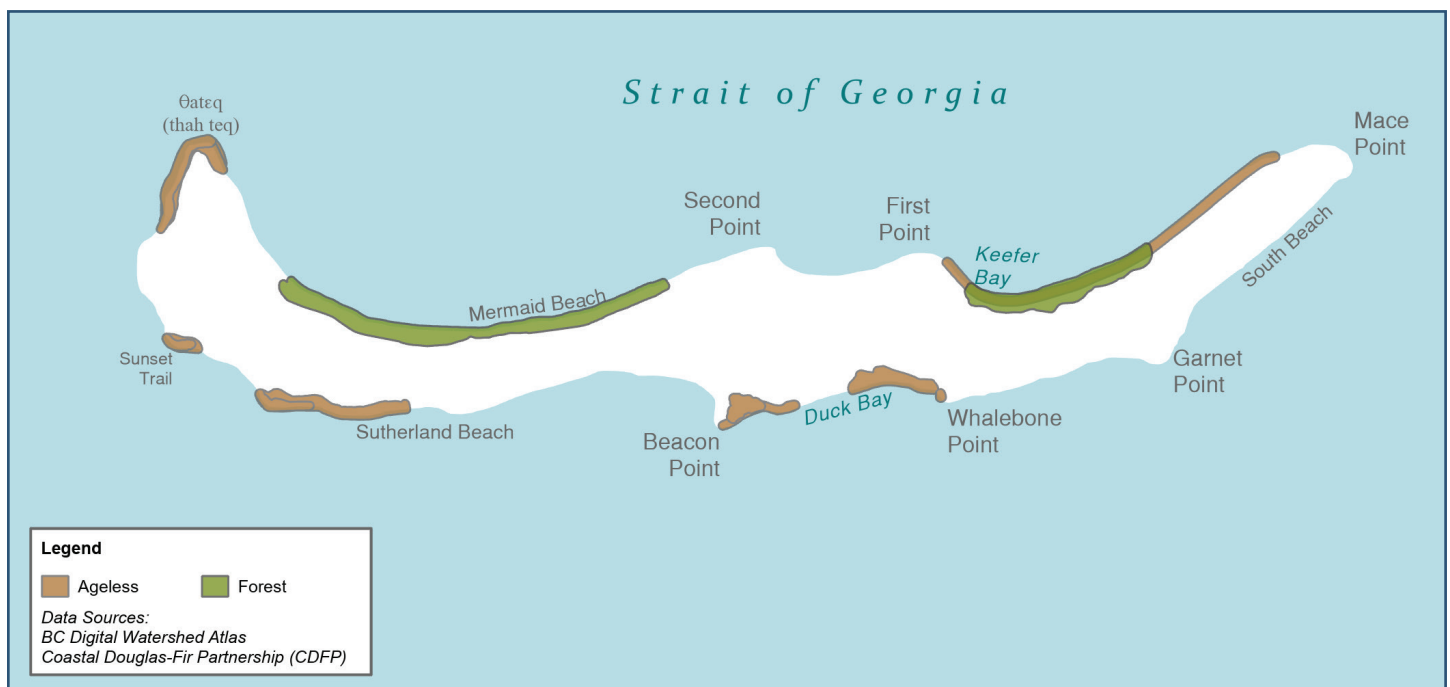 Strait of Georgia
θatεq
(thah teq)
Mace
Point
Second
Point
First
Point
Keefer
Bay
South Beach
Mermaid Beach
Sunset
Trail
Garnet
Point
Duck Bay
Sutherland Beach
Beacon
Point
Whalebone
Point
Legend
Ageless
Forest
Data Sources:
BC Digital Watershed Atlas
Coastal Douglas-Fir Partnership (CDFP)